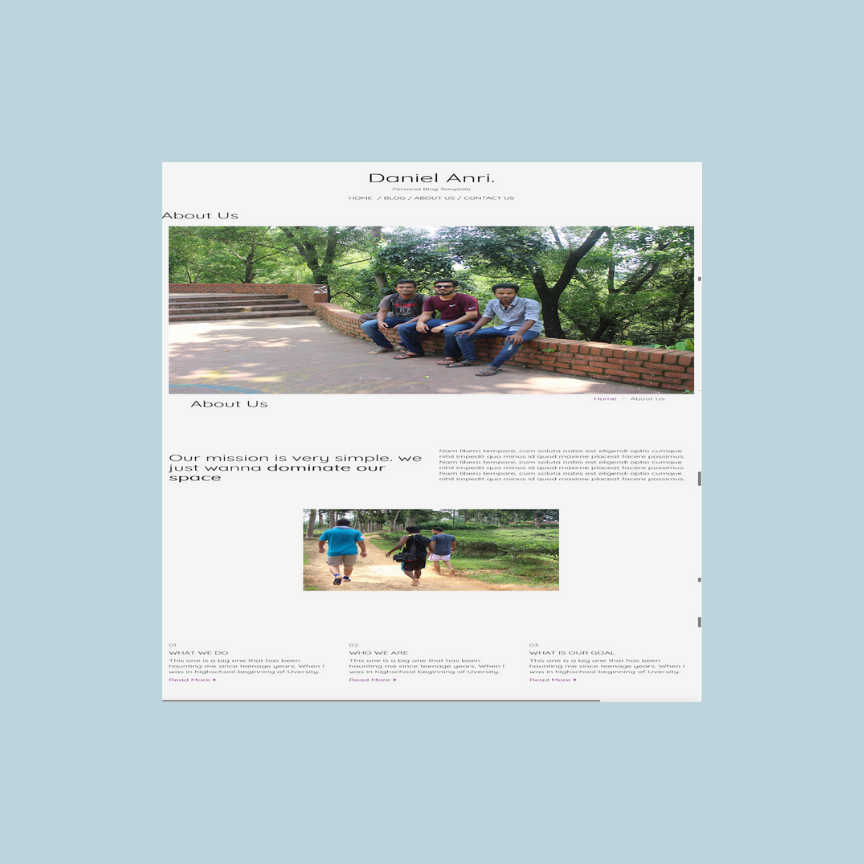 Daniel Anri.
Personal Blog Template
HOME / BLOG / ABOUT US / CONTACT US
About Us
Home / About Us
About Us
Our mission is very simple. we
just wanna dominate our
space
Nam libero tempore, cum soluta nobis est eligendi optio cumque
nihil impedit quo minus id quod maxime placeat facere possimus.
Nam libero tempore, cum soluta nobis est eligendi optio cumque
nihil impedit quo minus id quod maxime placeat facere possimus.
Nam libero tempore, cum soluta nobis est eligendi optio cumque
nihil impedit quo minus id quod maxime placeat facere possimus.
01
WHAT WE DO
This one is a big one that has been
haunting me since teenage years. When I
was in highschool beginning of Uversity.
Read More
02
WHO WE ARE
This one is a big one that has been
haunting me since teenage years. When I
was in highschool beginning of Uversity.
Read More
03
WHAT IS OUR GOAL
This one is a big one that has been
haunting me since teenage years. When I
was in highschool beginning of Uversity.
Read More